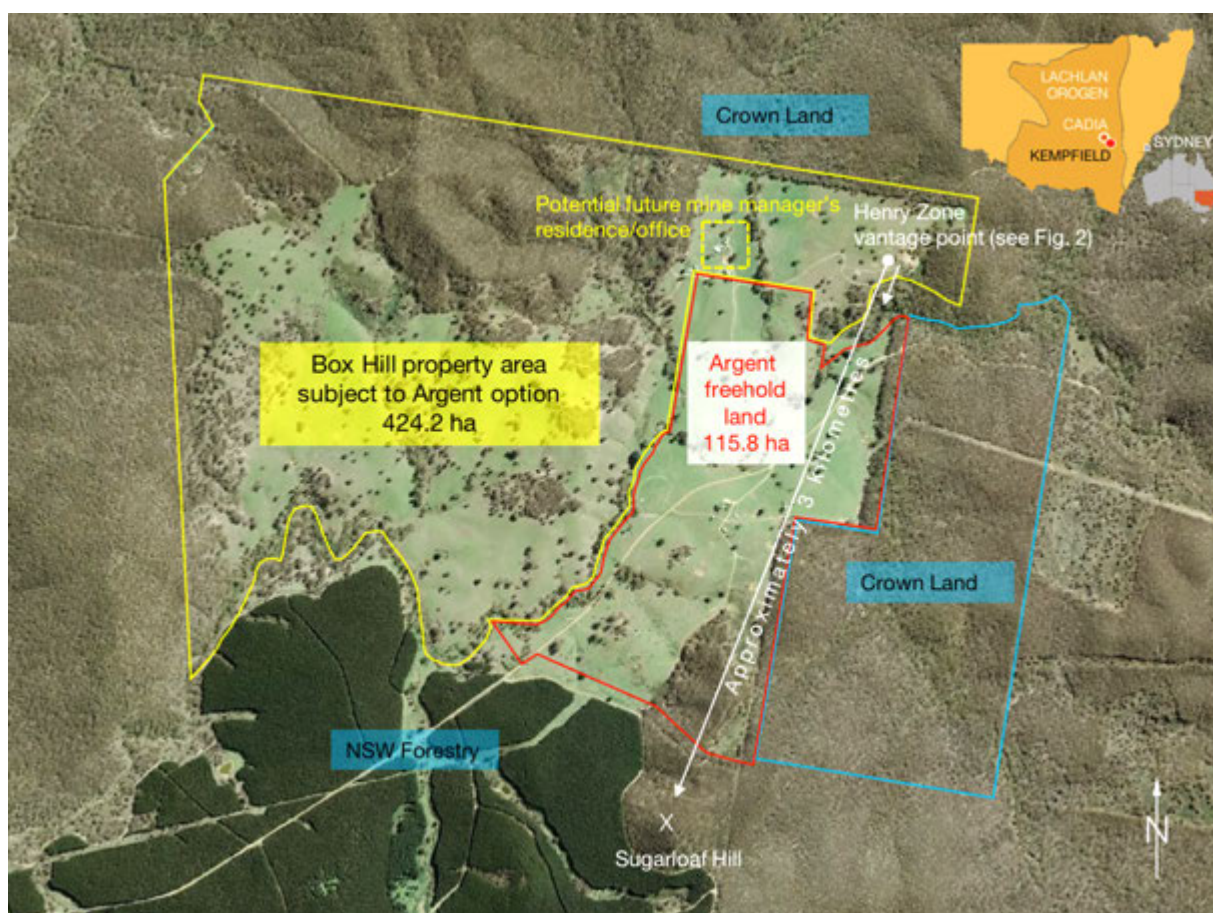 LACHLAN
OROGEN
CADIA
KEMPFIELD
SYDNEY
Crown Land
Potential future mine manager's
residence/office
Henry Zone
vantage point (see Fig. 2)
Box Hill property area
subject to Argent option
424.2 ha
Argent
freehold
land
115.8 ha
Approximately 3 kilometres
Crown Land
NSW Forestry
X
Sugarloaf Hill
N